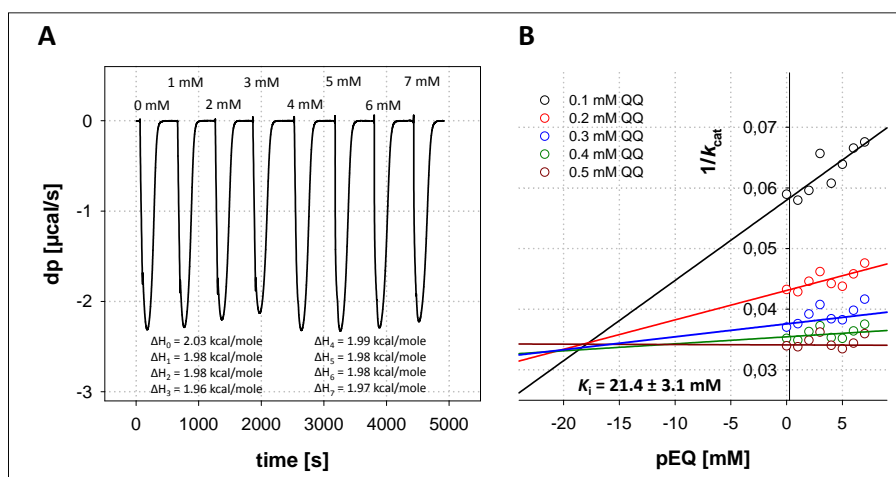 A
B
1 mM
3 mM
5 mM
7 mM
0 mM
2 mM
4 mM
6 mM
0
-1
-2
-3
dp [µcal/s]
ΔH0 = 2.03 kcal/mole
ΔH1 = 1.98 kcal/mole
ΔH2 = 1.98 kcal/mole
ΔH3 = 1.96 kcal/mole
ΔH4 = 1.99 kcal/mole
ΔH5 = 1.98 kcal/mole
ΔH6 = 1.98 kcal/mole
ΔH7 = 1.97 kcal/mole
0 1000 2000 3000 4000 5000
time [s]
0.1 mM QQ
0.2 mM QQ
0.3 mM QQ
0.4 mM QQ
0.5 mM QQ
1/kcat
0,07
0,06
0,05
0,04
0,03
Ki = 21.4 ± 3.1 mM
-20 -15 -10 -5 0 5
pEQ [mM]